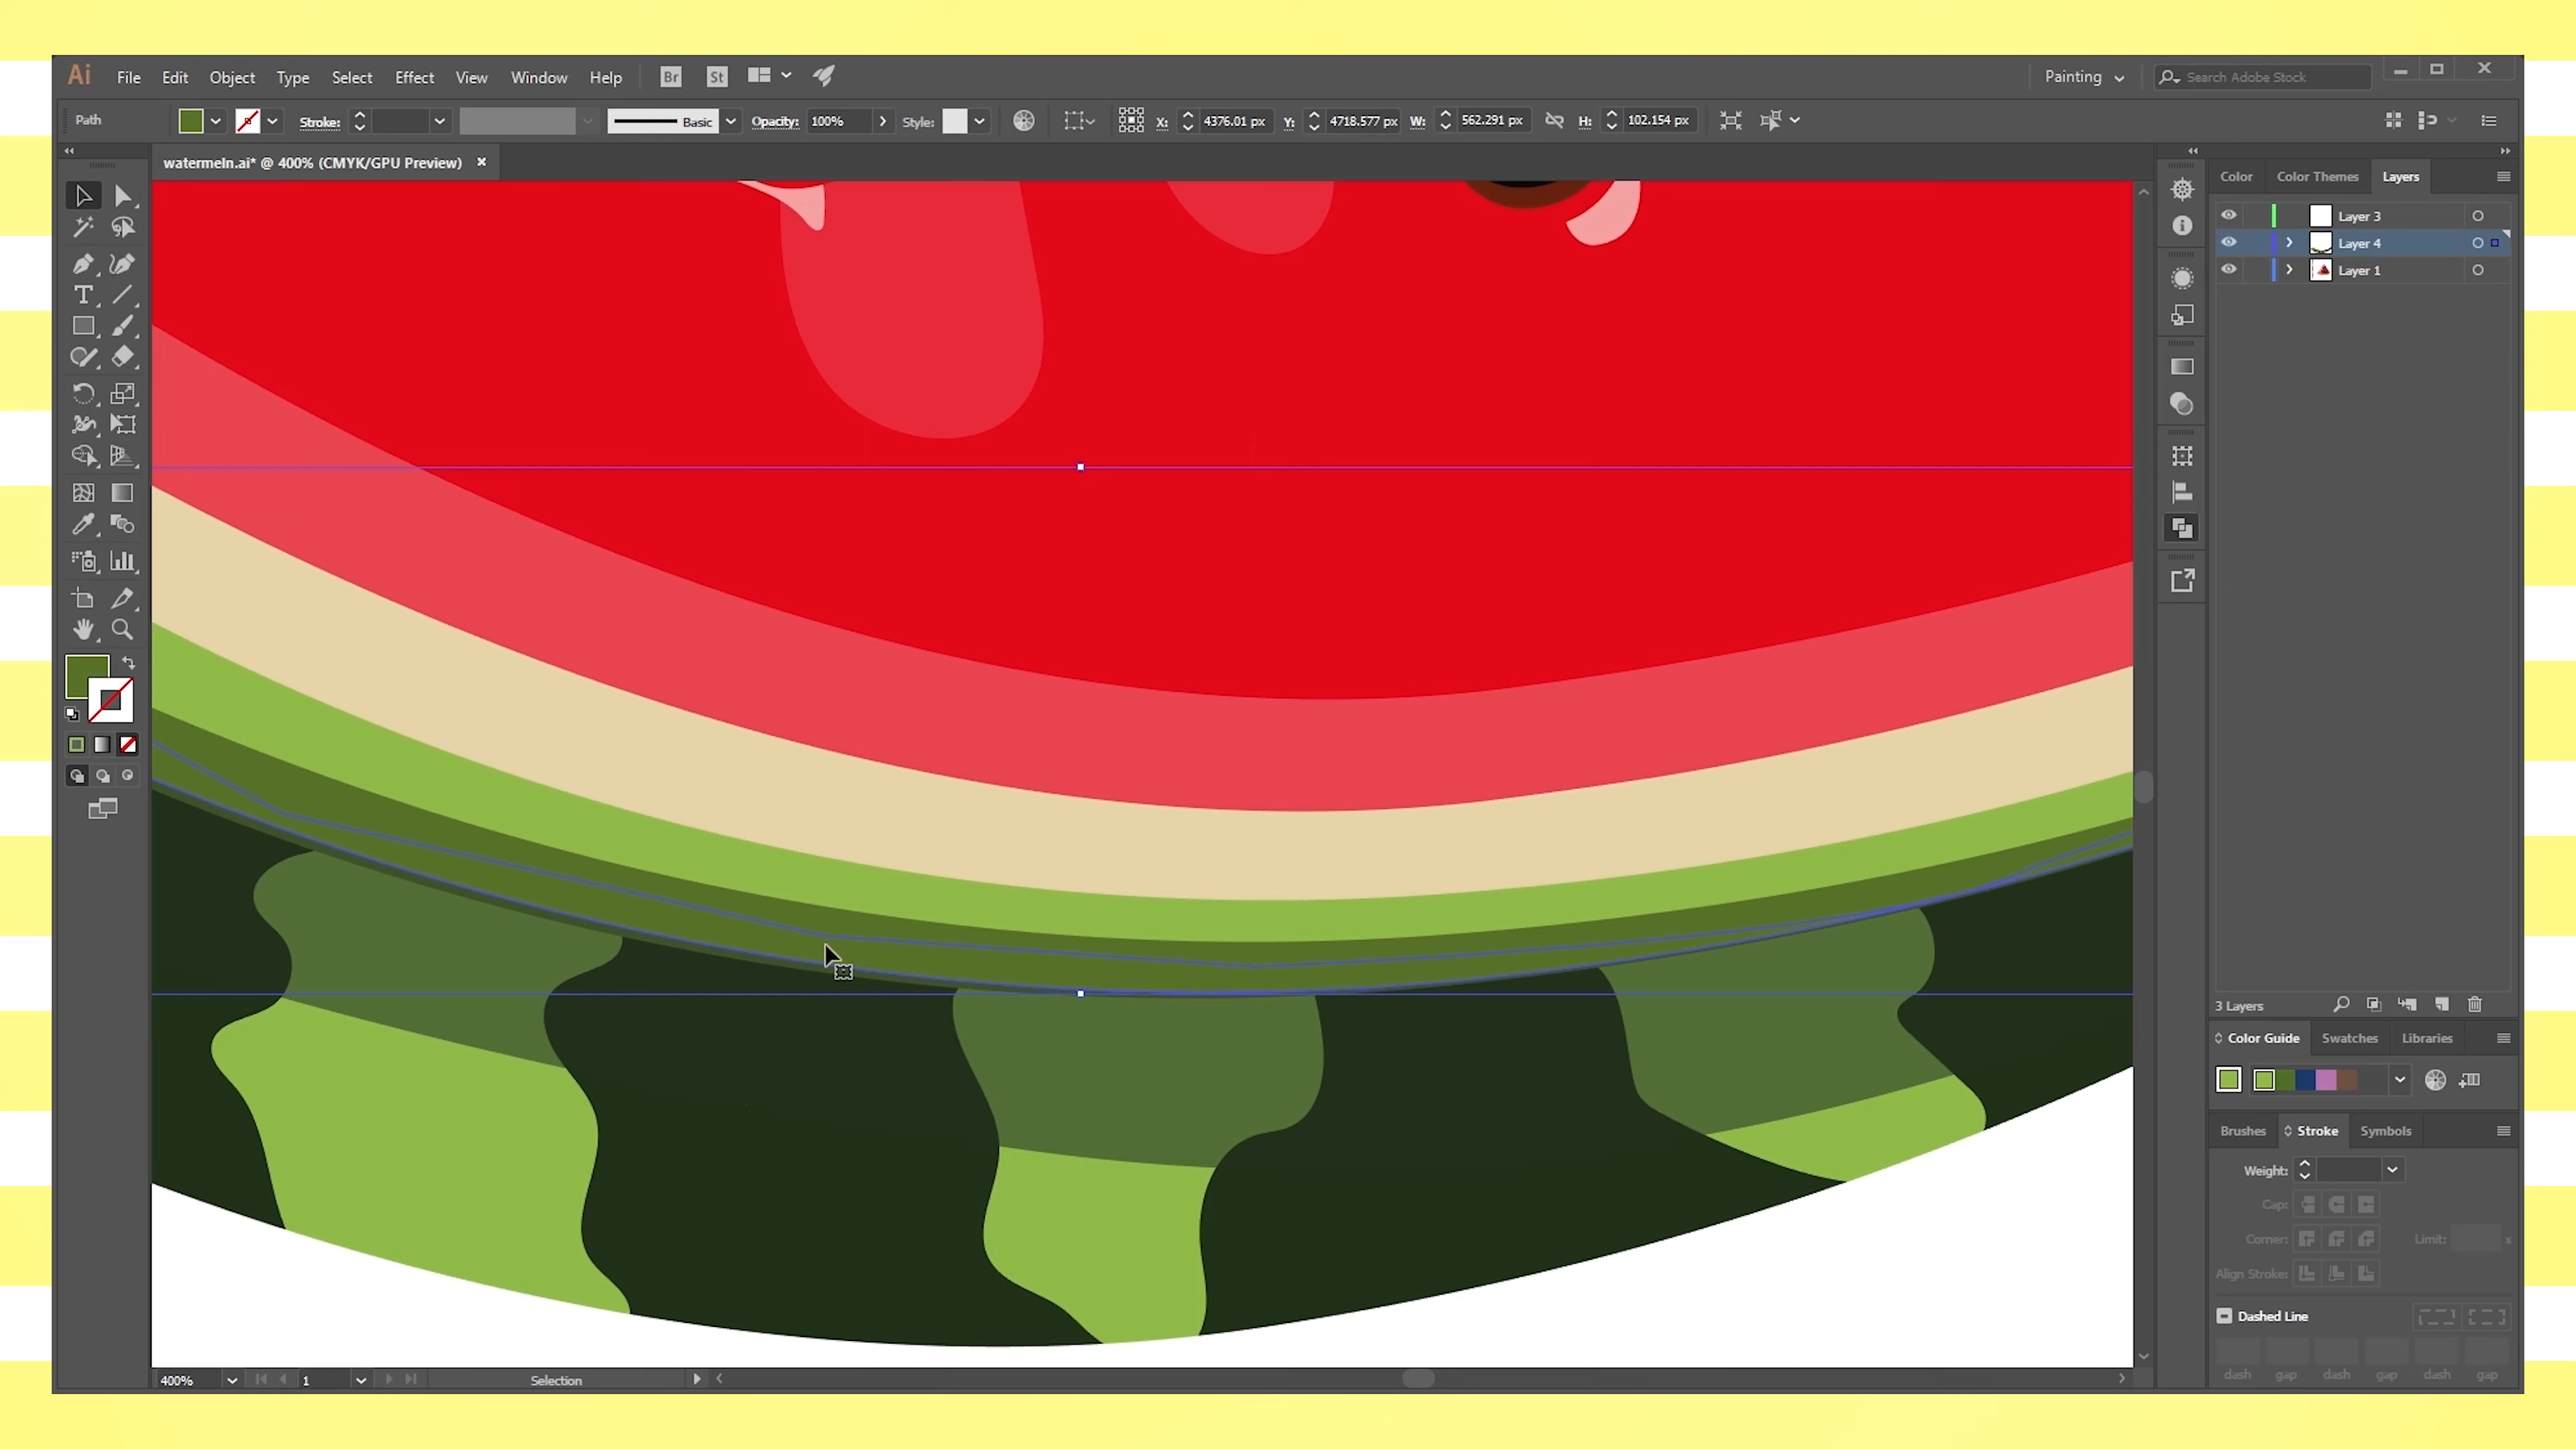 Ai File Edit Object Type Select Effect View Window Help Br St Painting Search Adobe Stock
Path Stroke: Basic Opacity: 100% Style: X: 4376.01 px Y: 4718.577 px W: 562.291 px H: 102.154 px
watermeln.ai* @ 400% (CMYK/GPU Preview)
Color Color Themes Layers
Layer 3
Layer 4
Layer 1
T
3 Layers
Color Guide Swatches Libraries
Brushes Stroke Symbols
Weight:
Cap:
Corner: Limit: x
Align Stroke:
Dashed Line
dash gap dash gap dash gap
400% 1 Selection